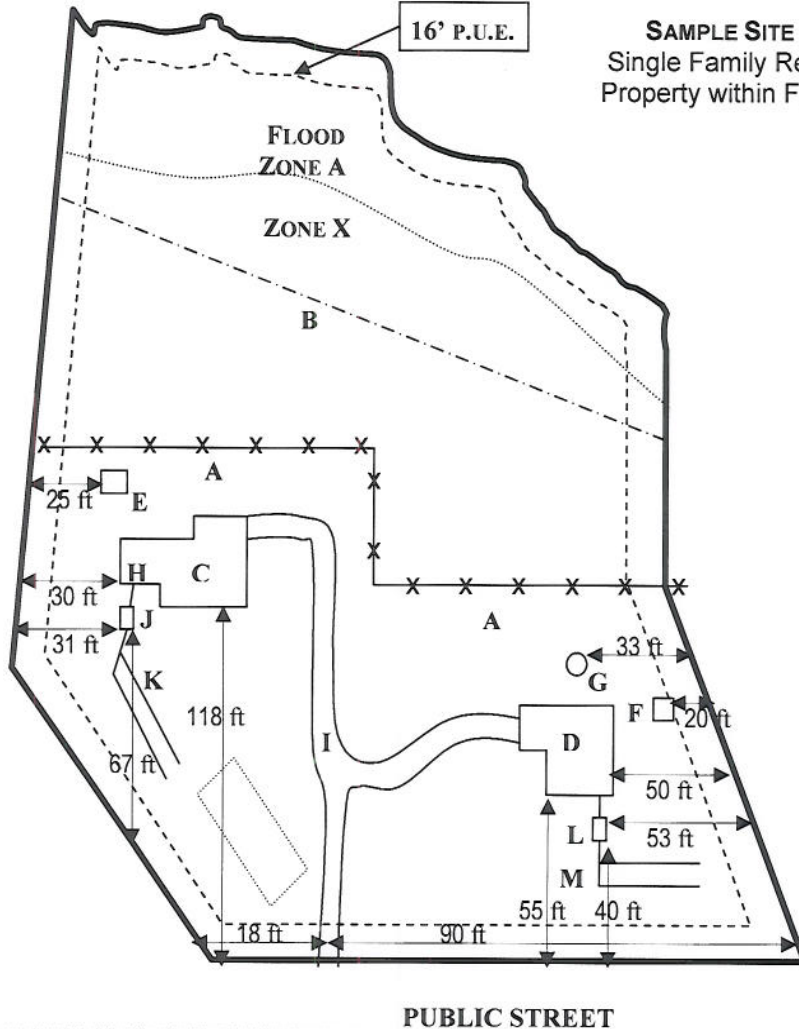 16' P.U.E.
SAMPLE SITE
Single Family Re
Property within F
FLOOD
ZONE A
ZONE X
B
A
25 ft
E
H
C
30 ft
J
A
31 ft
33 ft
K
G
118 ft
F
20 ft
I
D
67 ft
50 ft
L
53 ft
M
55 ft
40 ft
18 ft
90 ft
PUBLIC STREET